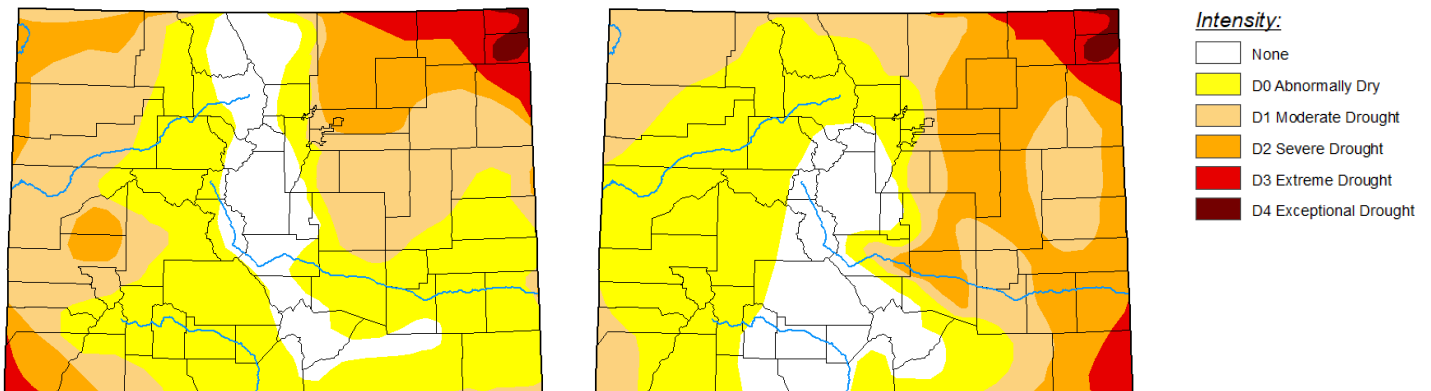 Intensity:
None
D0 Abnormally Dry
D1 Moderate Drought
D2 Severe Drought
D3 Extreme Drought
D4 Exceptional Drought